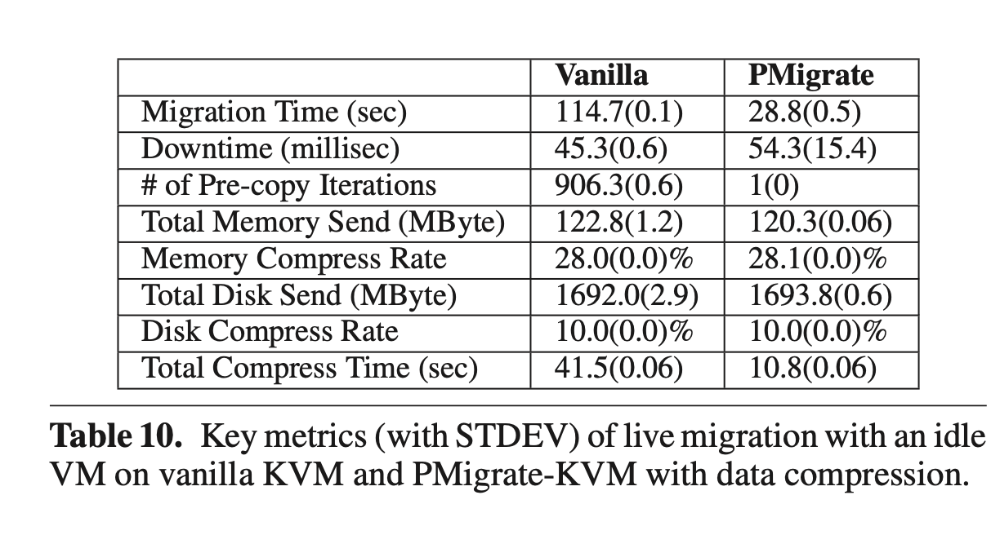 Vanilla PMigrate
Migration Time (sec) 114.7(0.1) 28.8(0.5)
Downtime (millisec) 45.3(0.6) 54.3(15.4)
# of Pre-copy Iterations 906.3(0.6) 1(0)
Total Memory Send (MByte) 122.8(1.2) 120.3(0.06)
Memory Compress Rate 28.0(0.0)% 28.1(0.0)%
Total Disk Send (MByte) 1692.0(2.9) 1693.8(0.6)
Disk Compress Rate 10.0(0.0)% 10.0(0.0)%
Total Compress Time (sec) 41.5(0.06) 10.8(0.06)
Table 10. Key metrics (with STDEV) of live migration with an idle
VM on vanilla KVM and PMigrate-KVM with data compression.